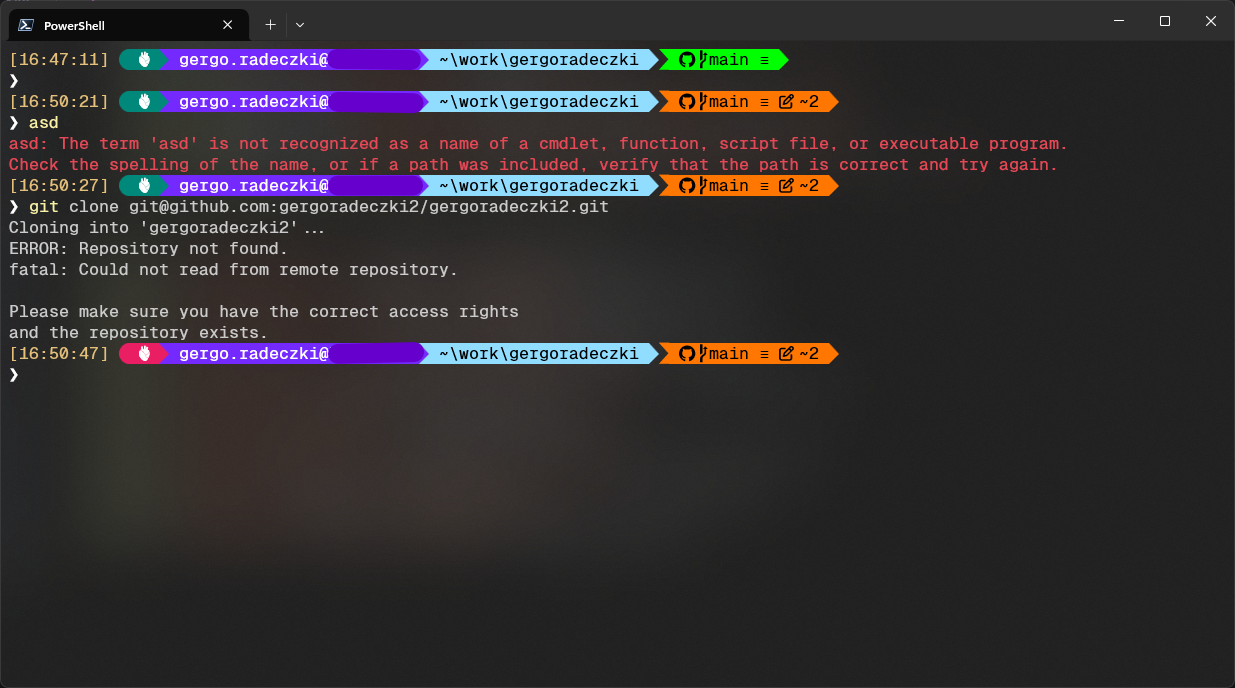 PowerShell
[16:47:11] gergo.radeczki@ ~\work\gergoradeczki main ≡
❯
[16:50:21] gergo.radeczki@ ~\work\gergoradeczki main ≡ ~2
❯ asd
asd: The term 'asd' is not recognized as a name of a cmdlet, function, script file, or executable program.
Check the spelling of the name, or if a path was included, verify that the path is correct and try again.
[16:50:27] gergo.radeczki@ ~\work\gergoradeczki main ≡ ~2
❯ git clone git@github.com:gergoradeczki2/gergoradeczki2.git
Cloning into 'gergoradeczki2'...
ERROR: Repository not found.
fatal: Could not read from remote repository.

Please make sure you have the correct access rights
and the repository exists.
[16:50:47] gergo.radeczki@ ~\work\gergoradeczki main ≡ ~2
❯